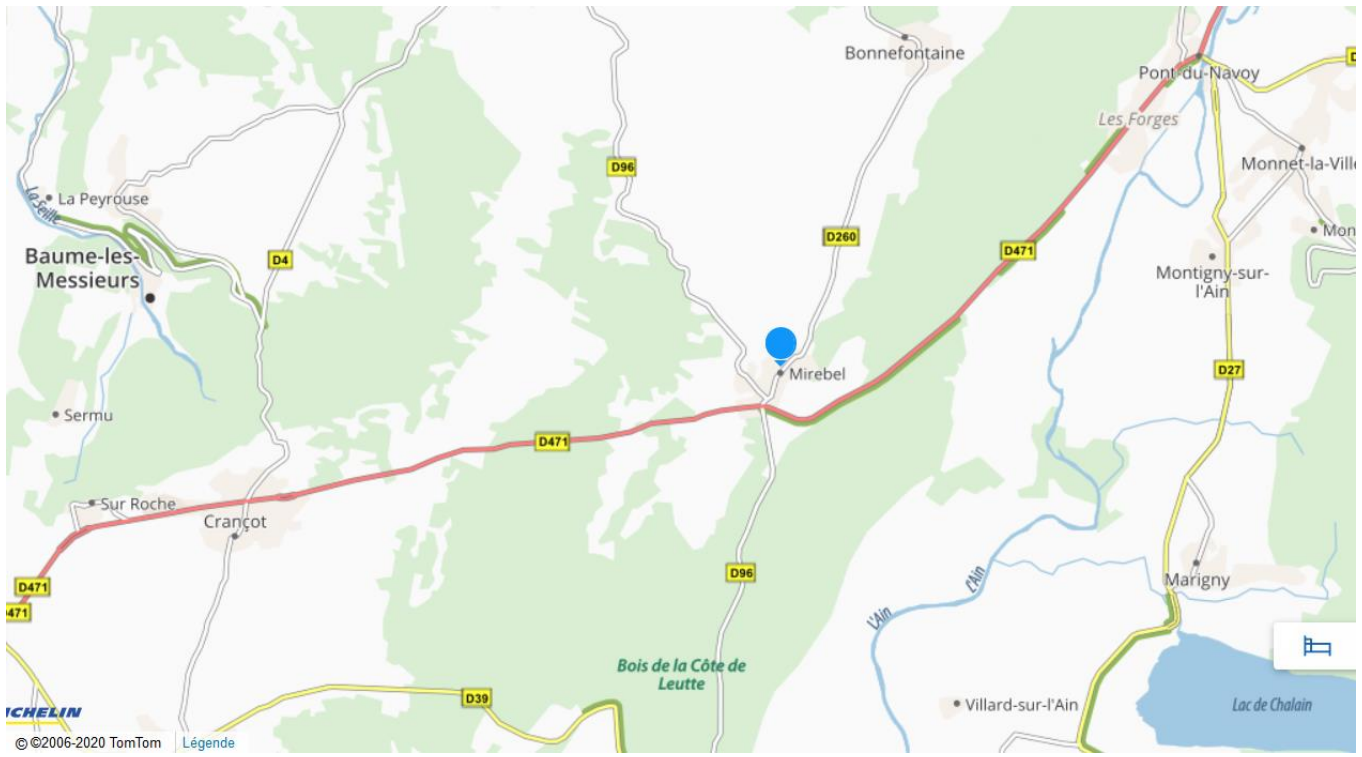 Bonnefontaine
Pont-du-Navoy
Les Forges
D96
Monnet-la-Ville
La Seille
La Peyrouse
D260
Mon
Baume-les-
Messieurs
D4
D471
Montigny-sur-
l'Ain
Mirebel
D27
Sermu
D471
Sur Roche
Crançot
D96
Marigny
L'Ain
D471
L'Ain
D471
Bois de la Côte de
Leutte
D39
Villard-sur-l'Ain
Lac de Chalain
ICHELIN
© ©2006-2020 TomTom
Légende